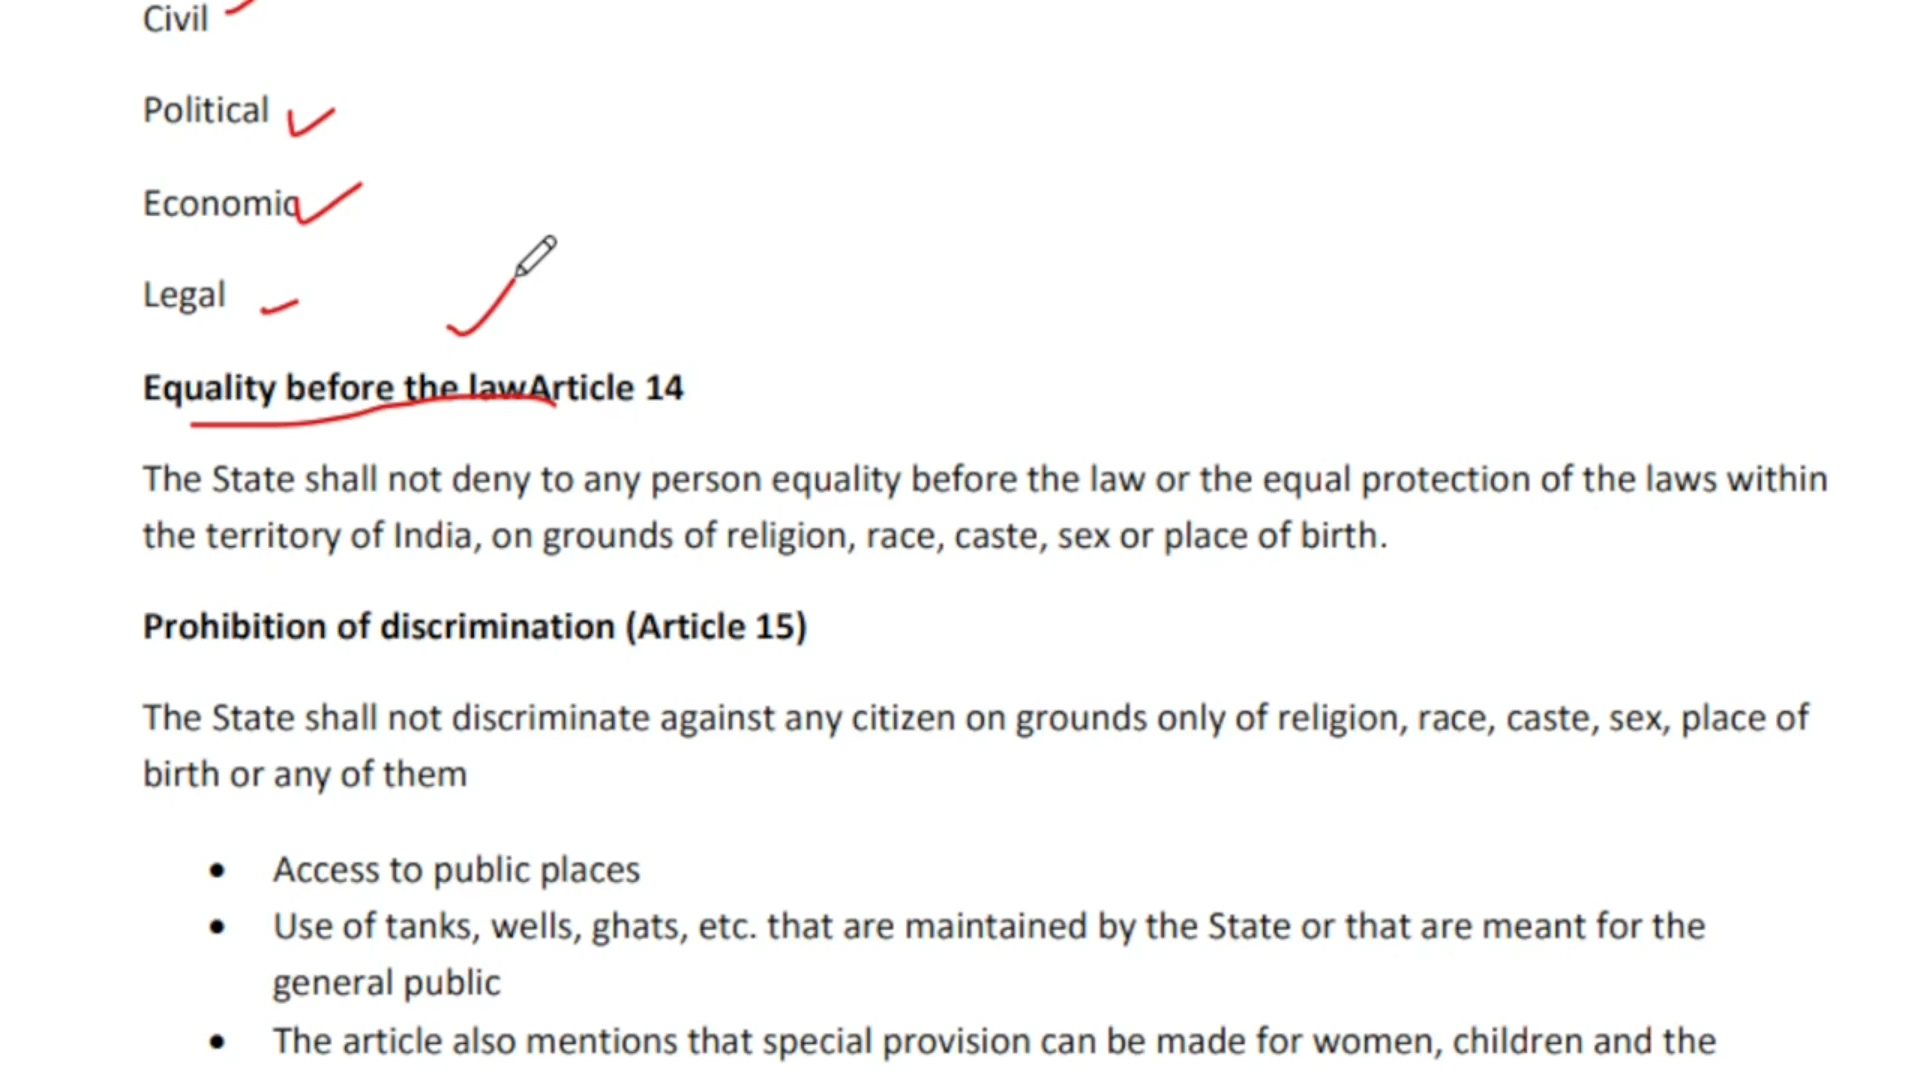 Civil
Political
Economic
Legal
Equality before the lawArticle 14
The State shall not deny to any person equality before the law or the equal protection of the laws within
the territory of India, on grounds of religion, race, caste, sex or place of birth.
Prohibition of discrimination (Article 15)
The State shall not discriminate against any citizen on grounds only of religion, race, caste, sex, place of
birth or any of them
• Access to public places
• Use of tanks, wells, ghats, etc. that are maintained by the State or that are meant for the
general public
• The article also mentions that special provision can be made for women, children and the